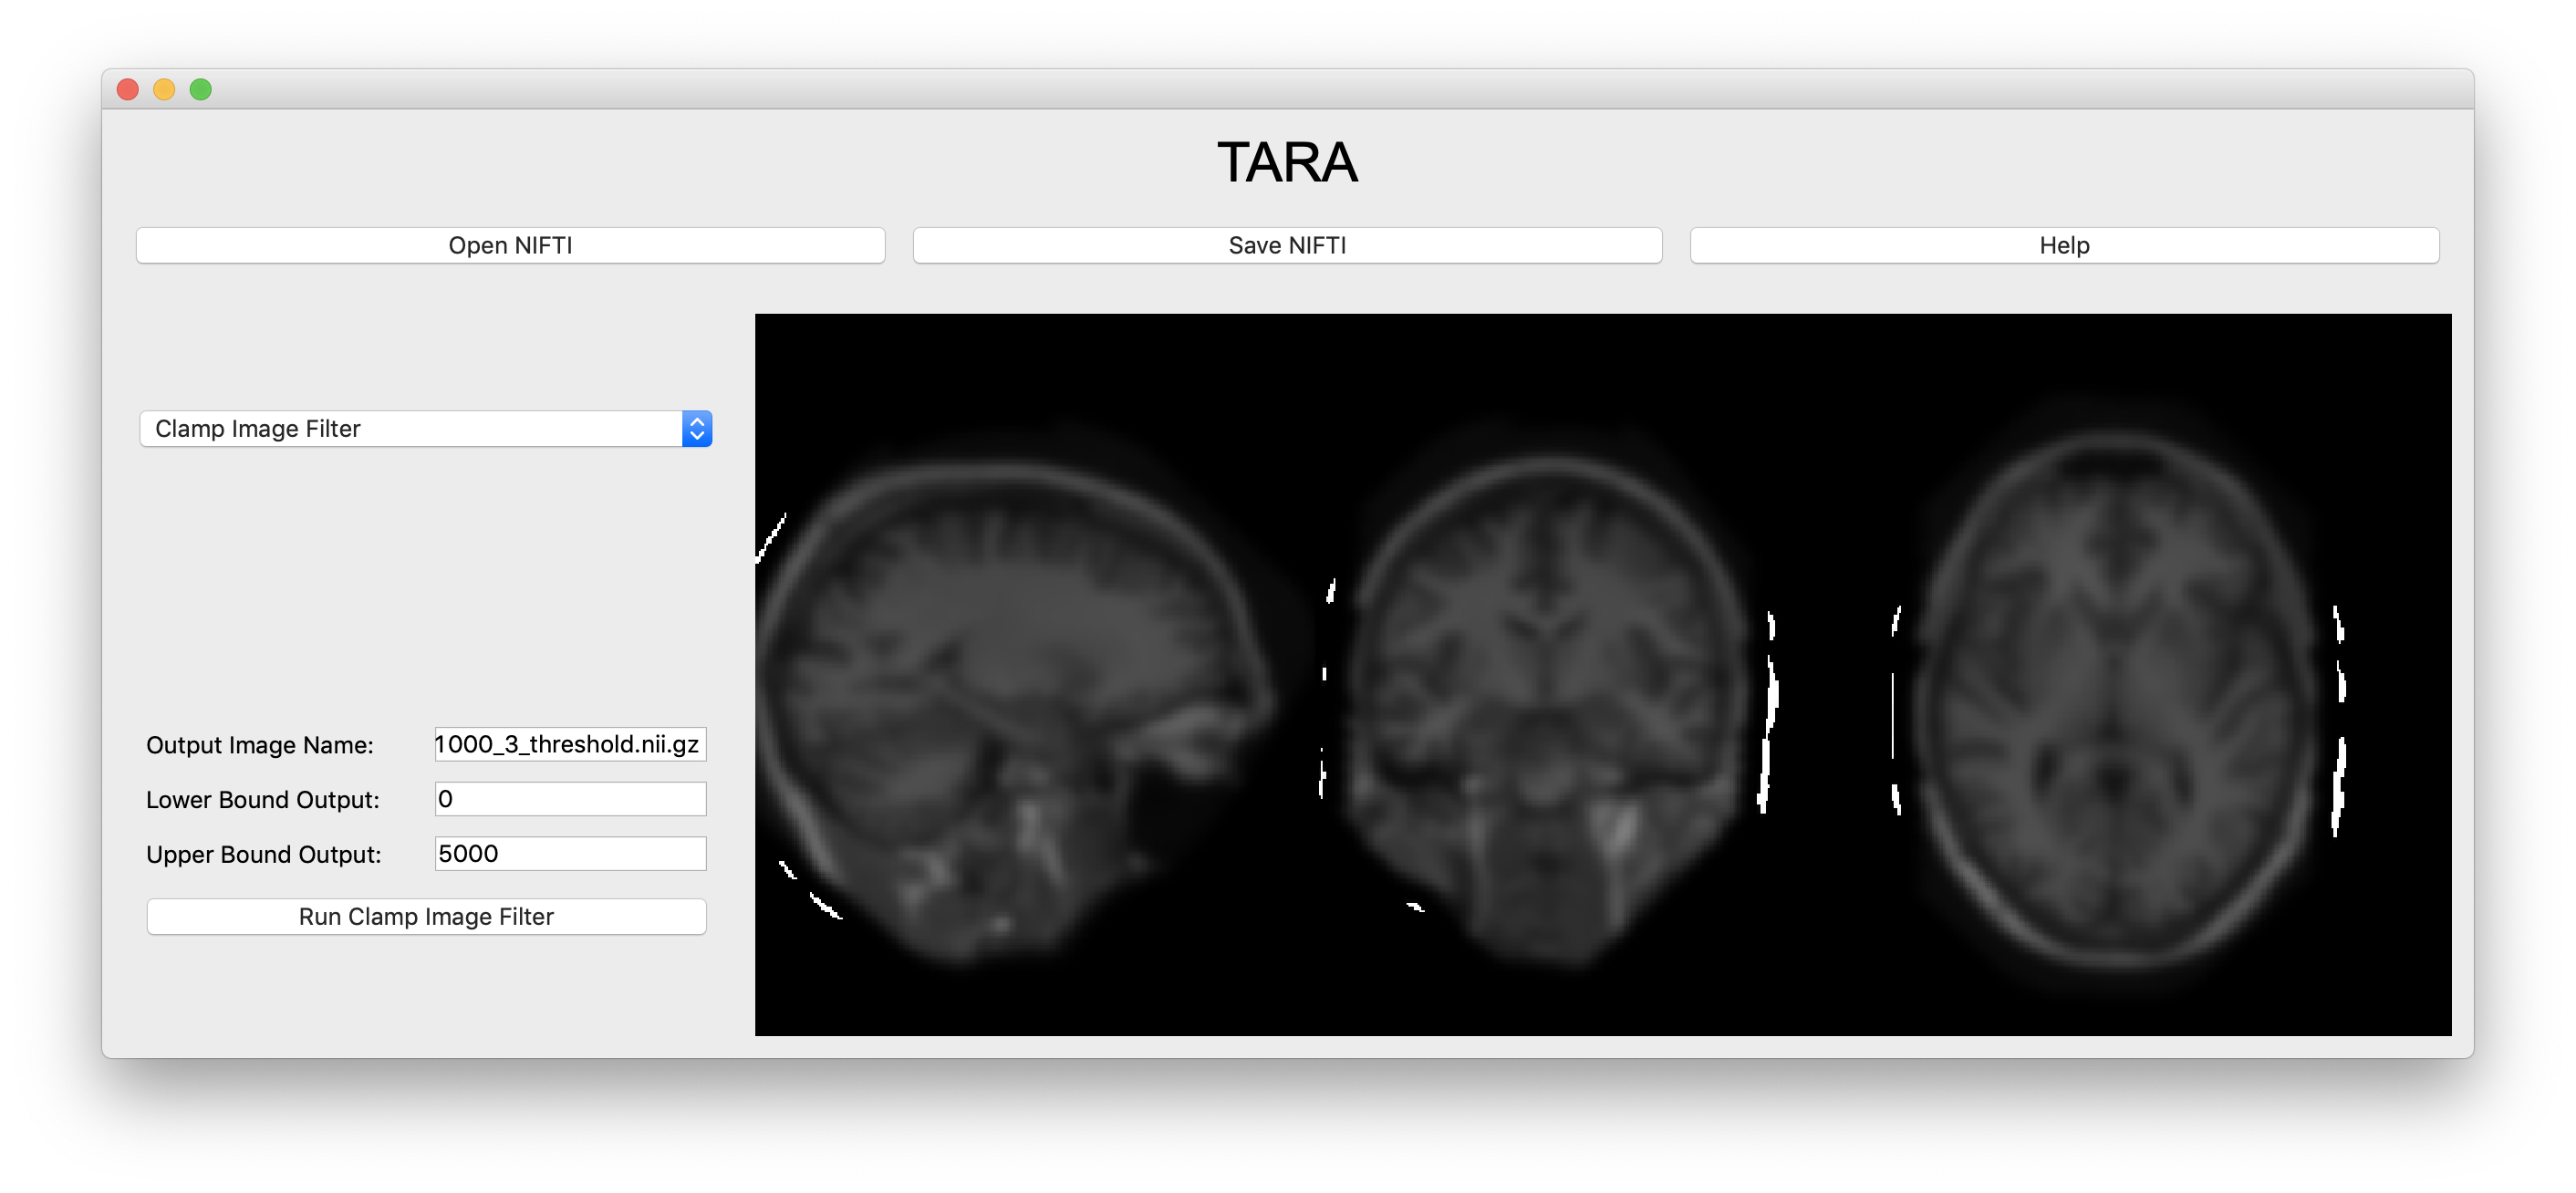 TARA
Open NIFTI
Save NIFTI
Help
Clamp Image Filter
Output Image Name:
1000_3_threshold.nii.gz
Lower Bound Output:
0
Upper Bound Output:
5000
Run Clamp Image Filter